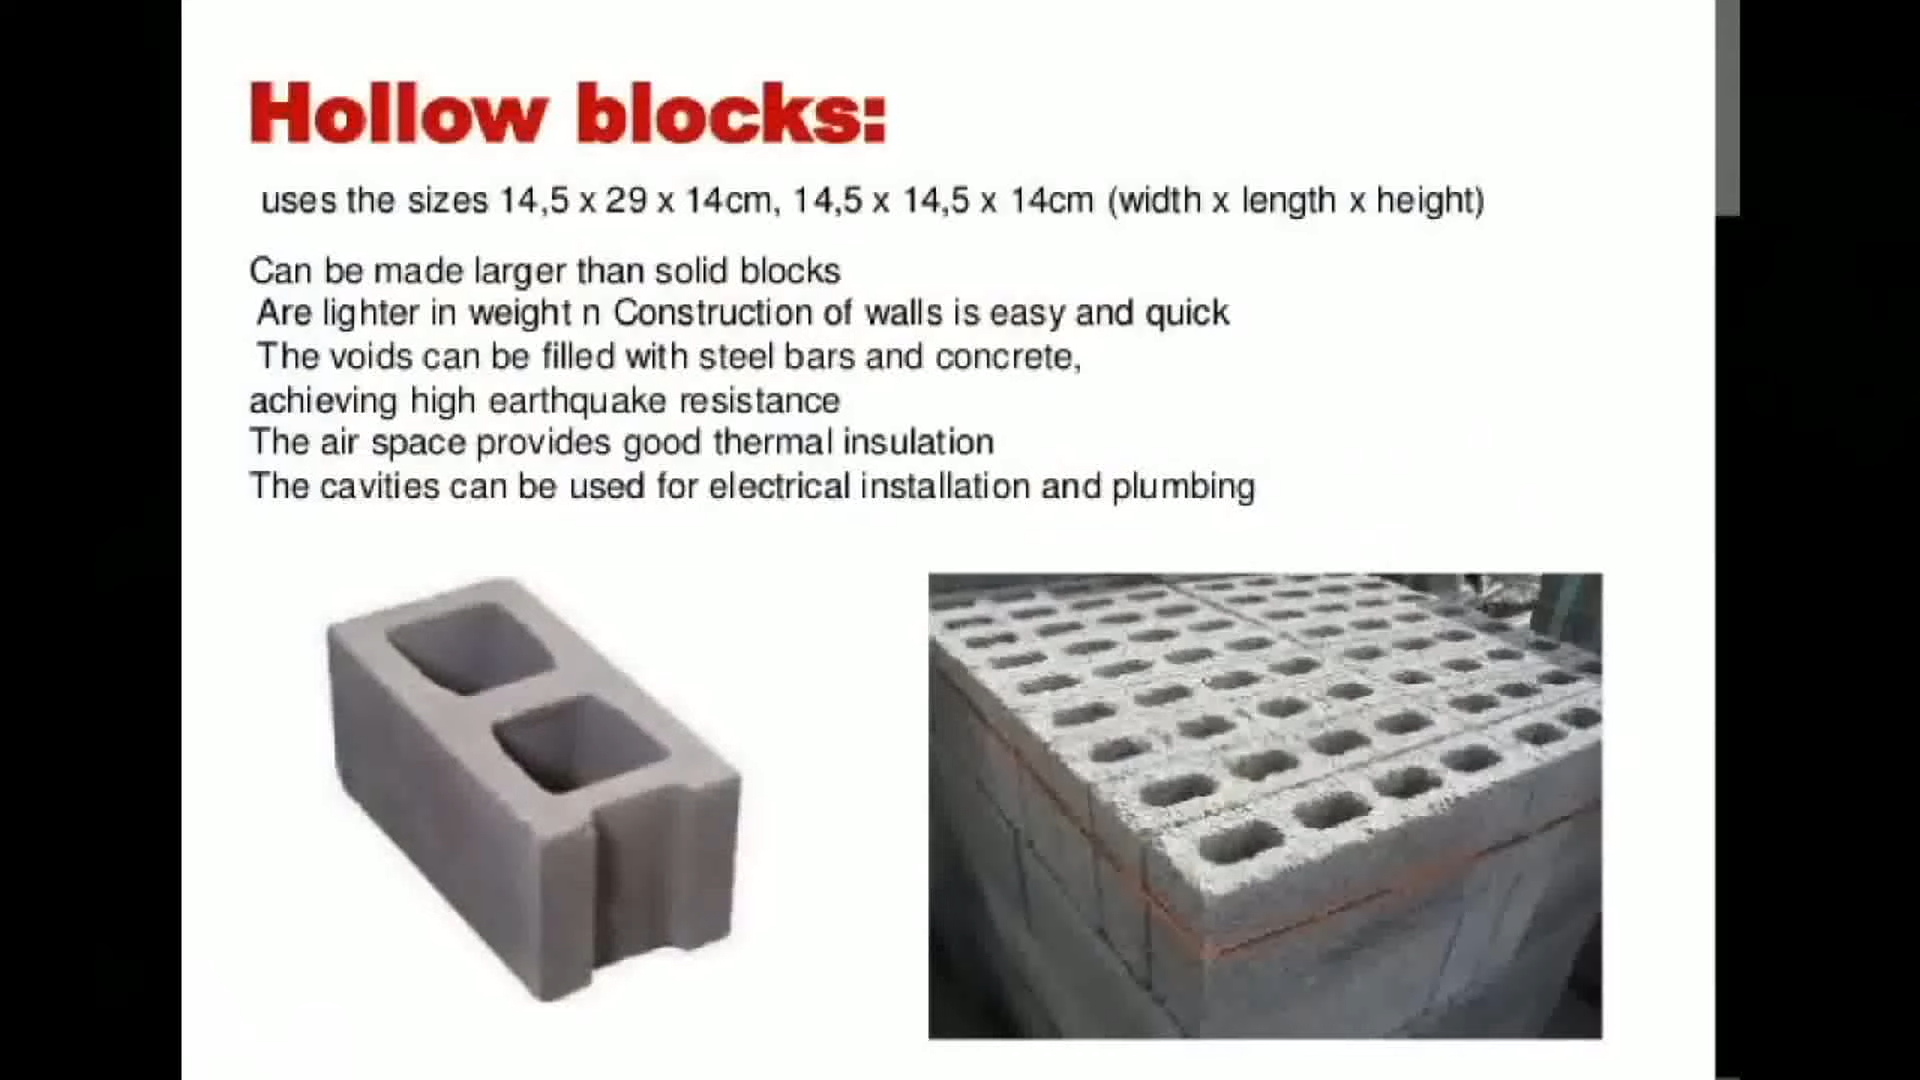 Hollow blocks:
uses the sizes 14,5 x 29 x 14cm, 14,5 x 14,5 x 14cm (width x length x height)
Can be made larger than solid blocks
Are lighter in weight n Construction of walls is easy and quick
The voids can be filled with steel bars and concrete,
achieving high earthquake resistance
The air space provides good thermal insulation
The cavities can be used for electrical installation and plumbing